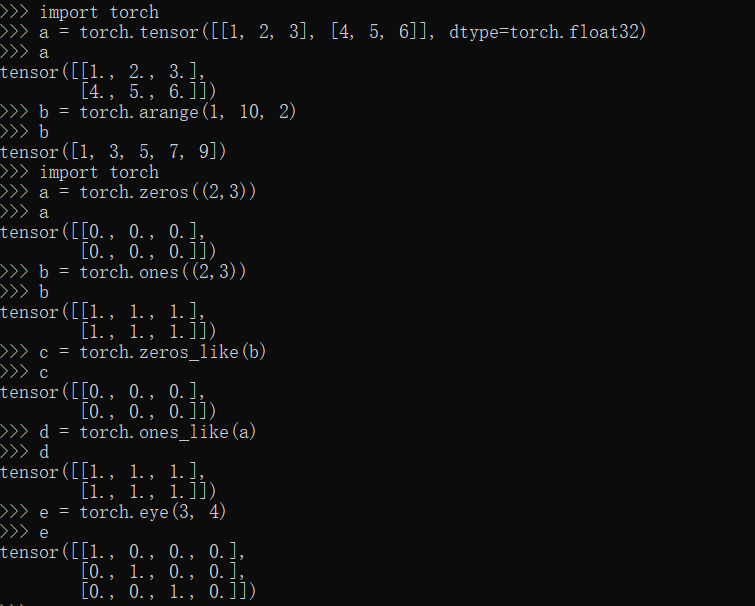 >>> import torch
>>> a = torch.tensor([[1, 2, 3], [4, 5, 6]], dtype=torch.float32)
>>> a
tensor([[1., 2., 3.],
        [4., 5., 6.]])
>>> b = torch.arange(1, 10, 2)
>>> b
tensor([1, 3, 5, 7, 9])
>>> import torch
>>> a = torch.zeros((2,3))
>>> a
tensor([[0., 0., 0.],
        [0., 0., 0.]])
>>> b = torch.ones((2,3))
>>> b
tensor([[1., 1., 1.],
        [1., 1., 1.]])
>>> c = torch.zeros_like(b)
>>> c
tensor([[0., 0., 0.],
        [0., 0., 0.]])
>>> d = torch.ones_like(a)
>>> d
tensor([[1., 1., 1.],
        [1., 1., 1.]])
>>> e = torch.eye(3, 4)
>>> e
tensor([[1., 0., 0., 0.],
        [0., 1., 0., 0.],
        [0., 0., 1., 0.]])